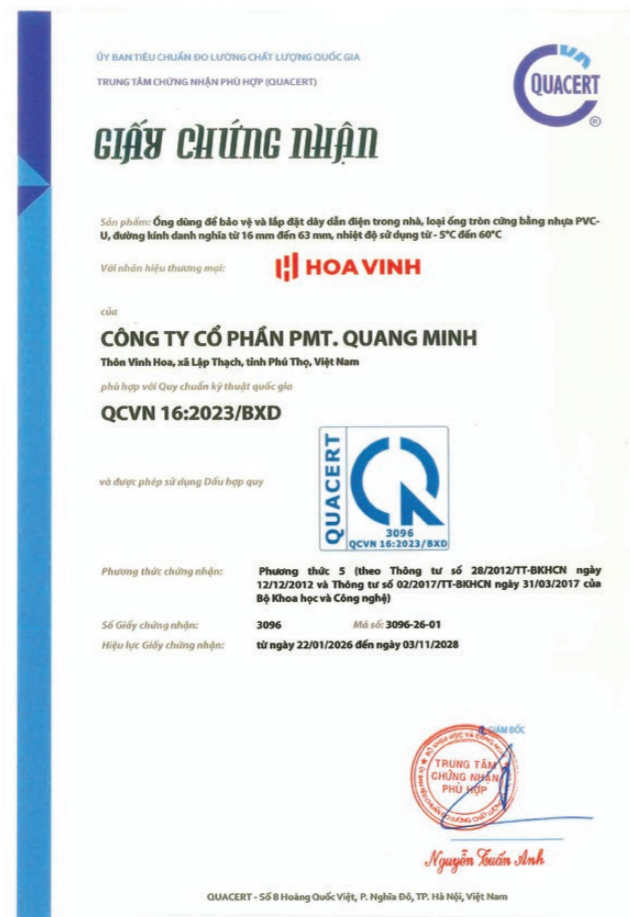 ỦY BAN TIÊU CHUẨN ĐO LƯỜNG CHẤT LƯỢNG QUỐC GIA
TRUNG TÂM CHỨNG NHẬN PHÙ HỢP (QUACERT)
QUACERT
®
GIẤY CHỨNG NHẬN
Sản phẩm: Ống dùng để bảo vệ và lắp đặt dây dẫn điện trong nhà, loại ống tròn cứng bằng nhựa PVC-
U, đường kính danh nghĩa từ 16 mm đến 63 mm, nhiệt độ sử dụng từ - 5°C đến 60°C
Với nhãn hiệu thương mại: HOA VINH
của
CÔNG TY CỔ PHẦN PMT. QUANG MINH
Thôn Vinh Hoa, xã Lập Thạch, tỉnh Phú Thọ, Việt Nam
phù hợp với Quy chuẩn kỹ thuật quốc gia
QCVN 16:2023/BXD
và được phép sử dụng Dấu hợp quy
QUACERT
3096
QCVN 16:2023/BXD
Phương thức chứng nhận: Phương thức 5 (theo Thông tư số 28/2012/TT-BKHCN ngày
12/12/2012 và Thông tư số 02/2017/TT-BKHCN ngày 31/03/2017 của
Bộ Khoa học và Công nghệ)
Số Giấy chứng nhận: 3096 Mã số: 3096-26-01
Hiệu lực Giấy chứng nhận: từ ngày 22/01/2026 đến ngày 03/11/2028
GIÁM ĐỐC
TRUNG TÂM
CHỨNG NHẬN
PHÙ HỢP
Nguyễn Tuấn Anh
QUACERT - Số 8 Hoàng Quốc Việt, P. Nghĩa Đô, TP. Hà Nội, Việt Nam